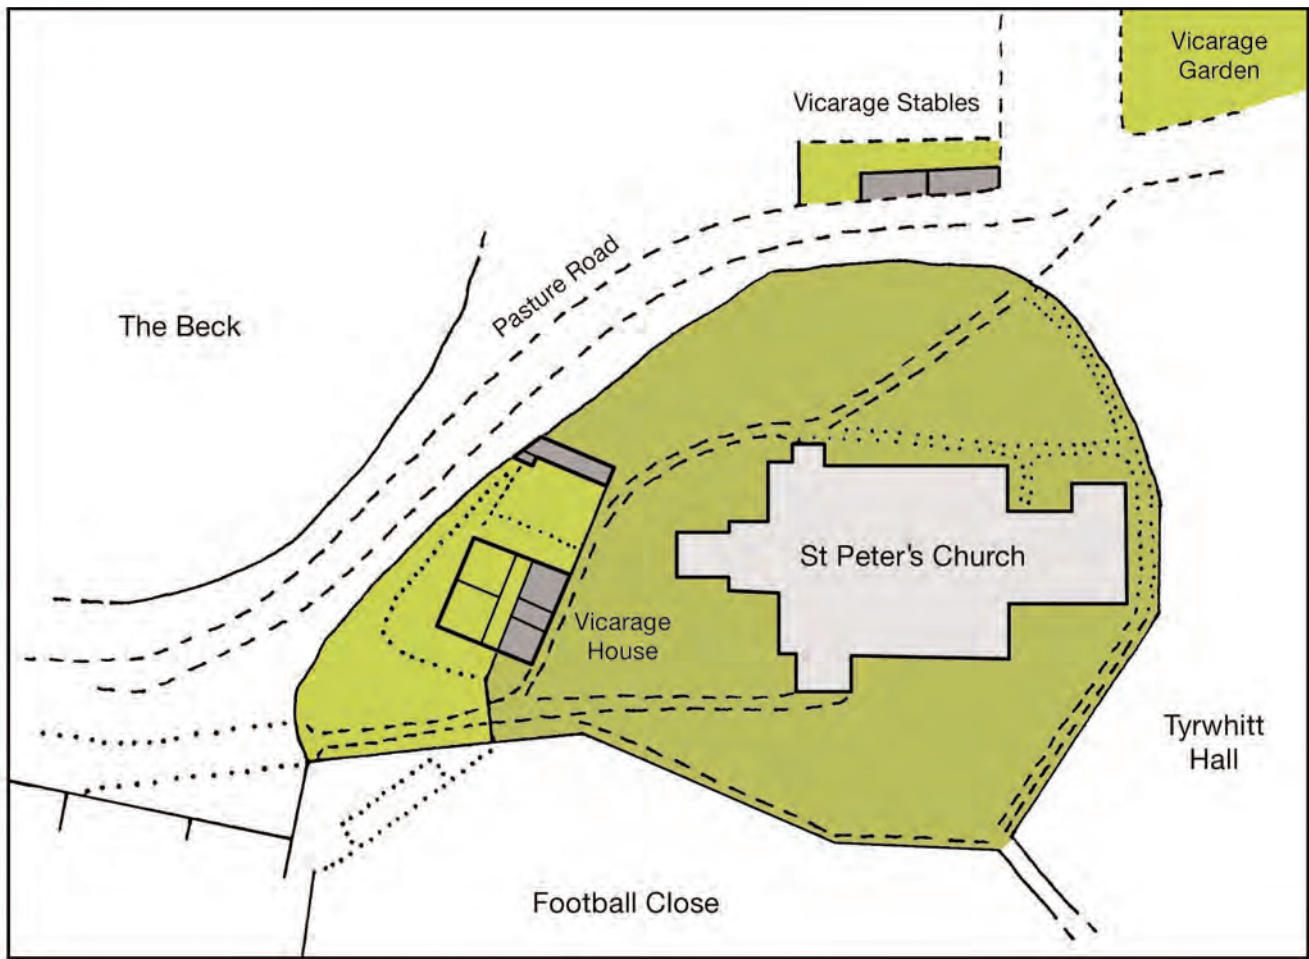 Vicarage
Garden
Vicarage Stables
Pasture Road
The Beck
St Peter's Church
Vicarage
House
Tyrwhitt
Hall
Football Close